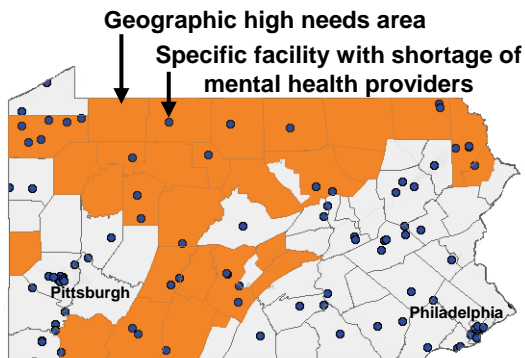 Geographic high needs area
Specific facility with shortage of
mental health providers
Pittsburgh
Philadelphia